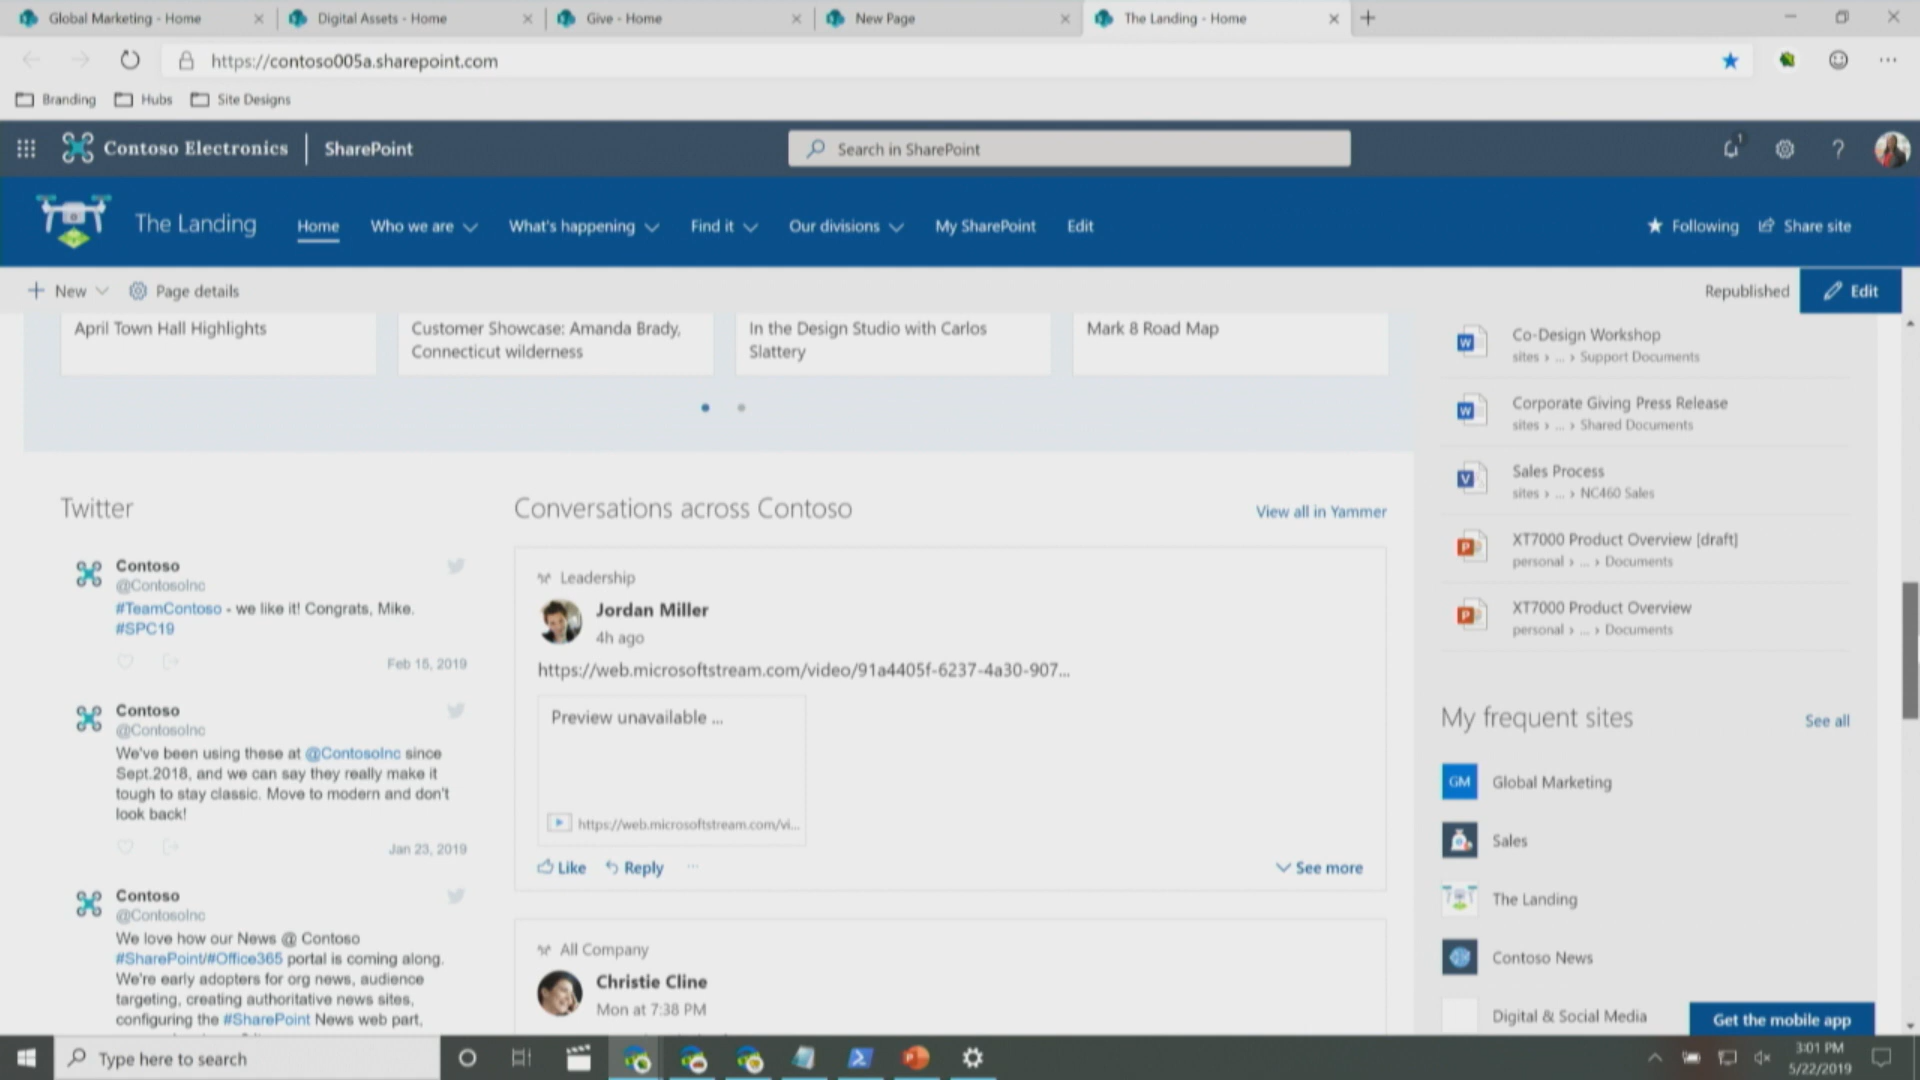 Global Marketing - Home
Digital Assets - Home
Give - Home
New Page
The Landing - Home
https://contoso005a.sharepoint.com
Branding
Hubs
Site Designs
Contoso Electronics
SharePoint
Search in SharePoint
1
The Landing
Home
Who we are
What's happening
Find it
Our divisions
My SharePoint
Edit
Following
Share site
New
Page details
Republished
Edit
April Town Hall Highlights
Customer Showcase: Amanda Brady,
Connecticut wilderness
In the Design Studio with Carlos
Slattery
Mark 8 Road Map
Twitter
Contoso
@ContosoInc
#TeamContoso - we like it! Congrats, Mike.
#SPC19
Feb 15, 2019
Contoso
@ContosoInc
We've been using these at @ContosoInc since
Sept.2018, and we can say they really make it
tough to stay classic. Move to modern and don't
look back!
Jan 23, 2019
Contoso
@ContosoInc
We love how our News @ Contoso
#SharePoint/#Office365 portal is coming along.
We're early adopters for org news, audience
targeting, creating authoritative news sites,
configuring the #SharePoint News web part,
Conversations across Contoso
View all in Yammer
Leadership
Jordan Miller
4h ago
https://web.microsoftstream.com/video/91a4405f-6237-4a30-907...
Preview unavailable ...
https://web.microsoftstream.com/vi...
Like
Reply
...
See more
All Company
Christie Cline
Mon at 7:38 PM
Co-Design Workshop
sites › ... › Support Documents
Corporate Giving Press Release
sites › ... › Shared Documents
Sales Process
sites › ... › NC460 Sales
XT7000 Product Overview [draft]
personal › ... › Documents
XT7000 Product Overview
personal › ... › Documents
My frequent sites
See all
GM
Global Marketing
Sales
The Landing
Contoso News
Digital & Social Media
Get the mobile app
Type here to search
3:01 PM
5/22/2019